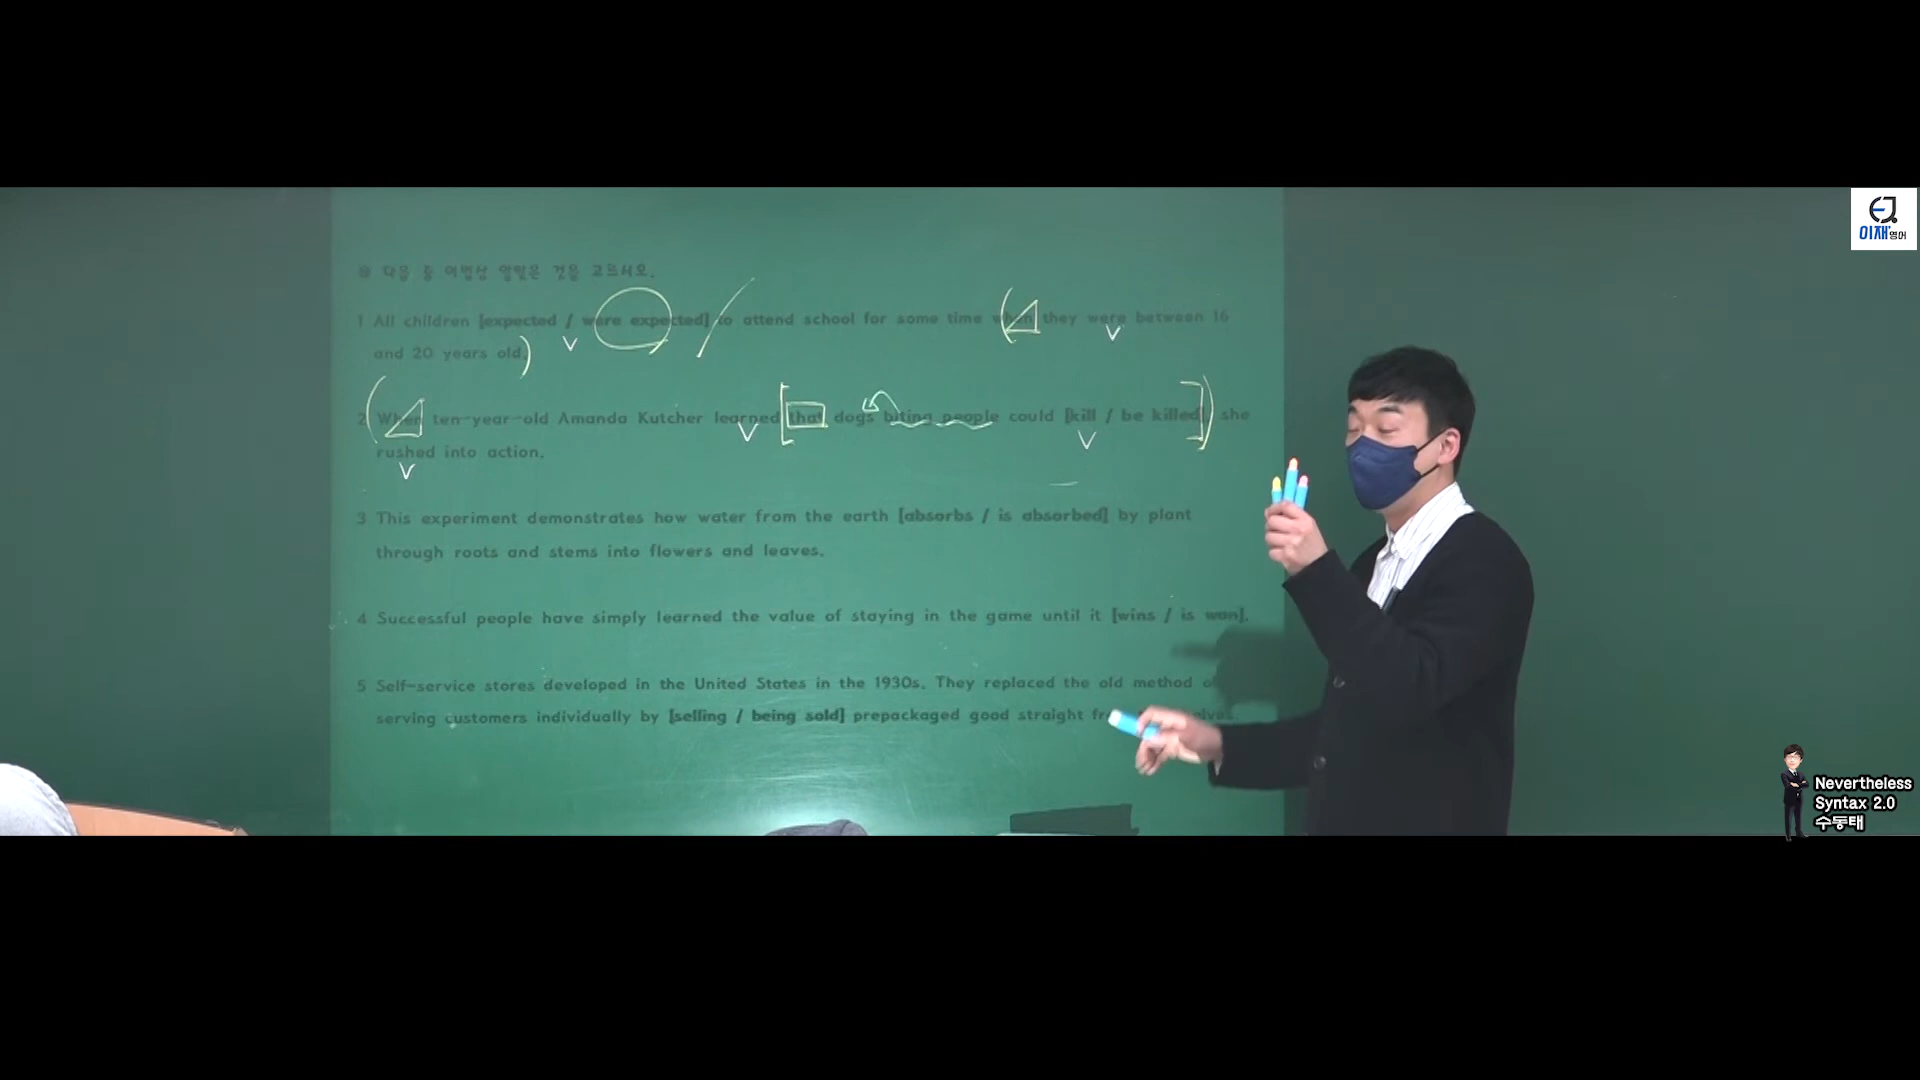 ※ 다음 중 어법상 알맞은 것을 고르시오.
1 All children [expected / were expected] to attend school for some time when they were between 16
and 20 years old.
V
V
2 When ten-year-old Amanda Kutcher learned that dogs biting people could [kill / be killed], she
V
V
rushed into action.
V
3 This experiment demonstrates how water from the earth [absorbs / is absorbed] by plant
through roots and stems into flowers and leaves.
4 Successful people have simply learned the value of staying in the game until it [wins / is won].
5 Self-service stores developed in the United States in the 1930s. They replaced the old method
serving customers individually by [selling / being sold] prepackaged good straight
EJ
이재영어
Nevertheless
Syntax 2.0
수동태